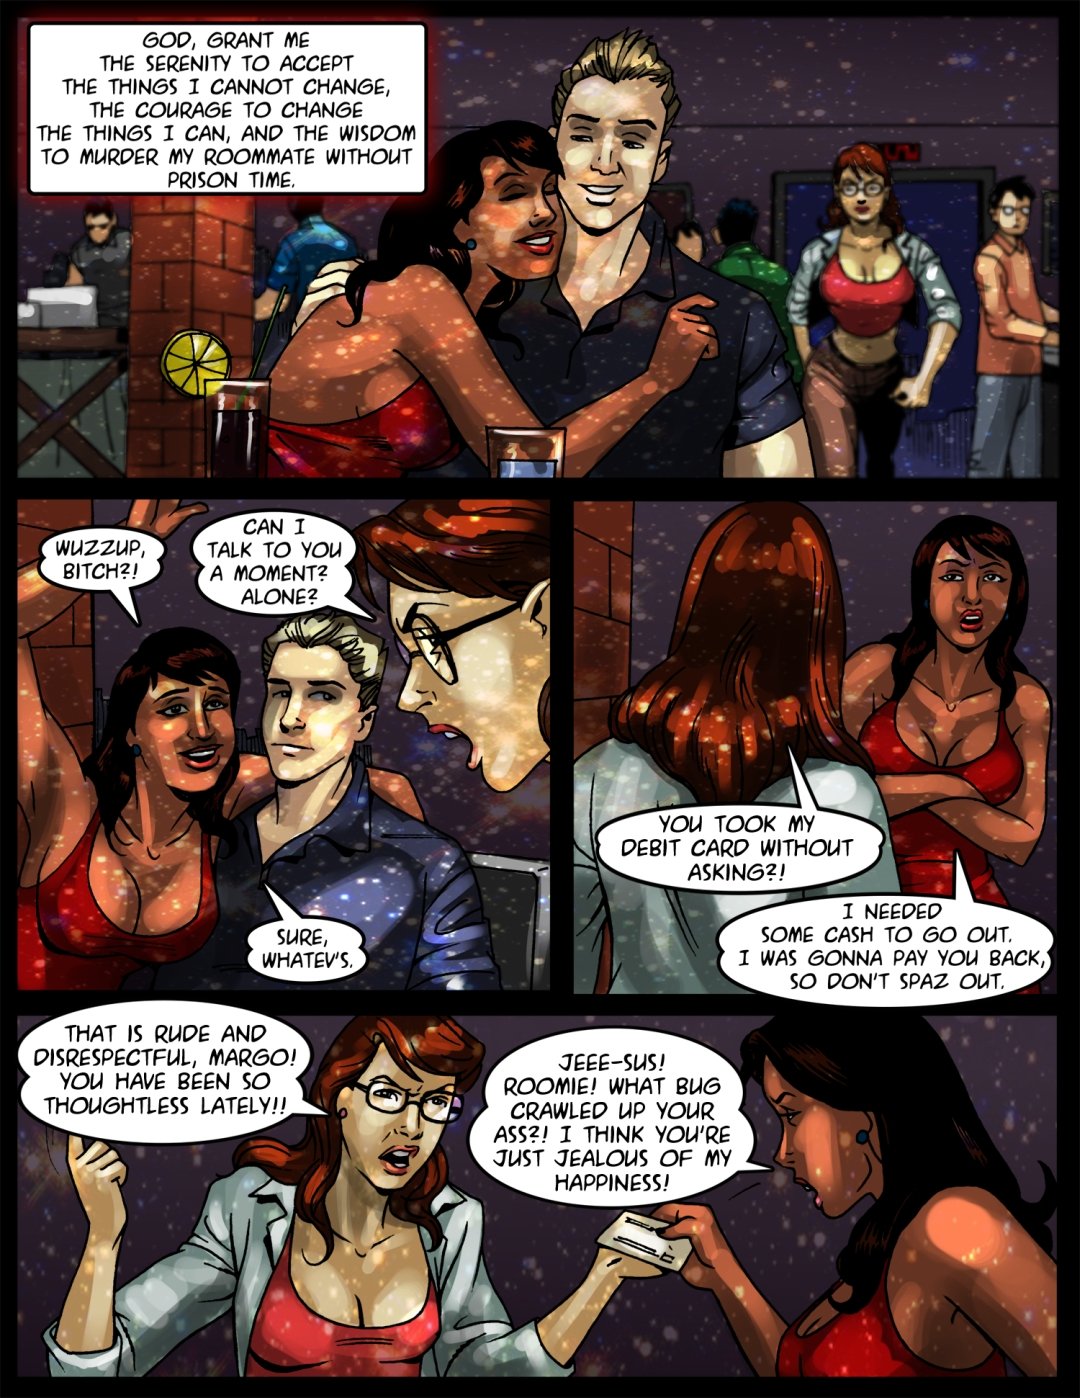 GOD, GRANT ME
THE SERENITY TO ACCEPT
THE THINGS I CANNOT CHANGE,
THE COURAGE TO CHANGE
THE THINGS I CAN, AND THE WISDOM
TO MURDER MY ROOMMATE WITHOUT
PRISON TIME.
WUZZUP,
BITCH?!
CAN I
TALK TO YOU
A MOMENT?
ALONE?
SURE,
WHATEV'S.
YOU TOOK MY
DEBIT CARD WITHOUT
ASKING?!
I NEEDED
SOME CASH TO GO OUT.
I WAS GONNA PAY YOU BACK,
SO DON'T SPAZ OUT.
THAT IS RUDE AND
DISRESPECTFUL, MARGO!
YOU HAVE BEEN SO
THOUGHTLESS LATELY!!
JEEE-SUS!
ROOMIE! WHAT BUG
CRAWLED UP YOUR
ASS?! I THINK YOU'RE
JUST JEALOUS OF MY
HAPPINESS!